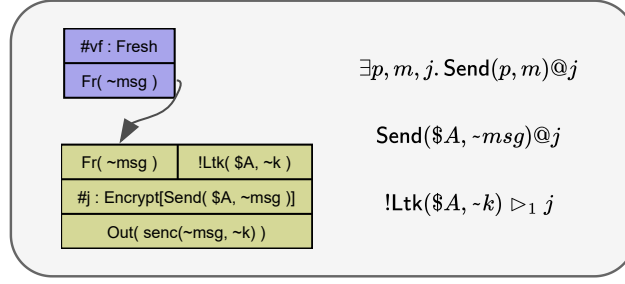 #vf : Fresh
Fr( ~msg )
Fr( ~msg ) !Ltk( $A, ~k )
#j : Encrypt[Send( $A, ~msg )]
Out( senc(~msg, ~k) )
∃p, m, j. Send(p, m)@j
Send($A, ~msg)@j
!Ltk($A, ~k) ▷₁ j